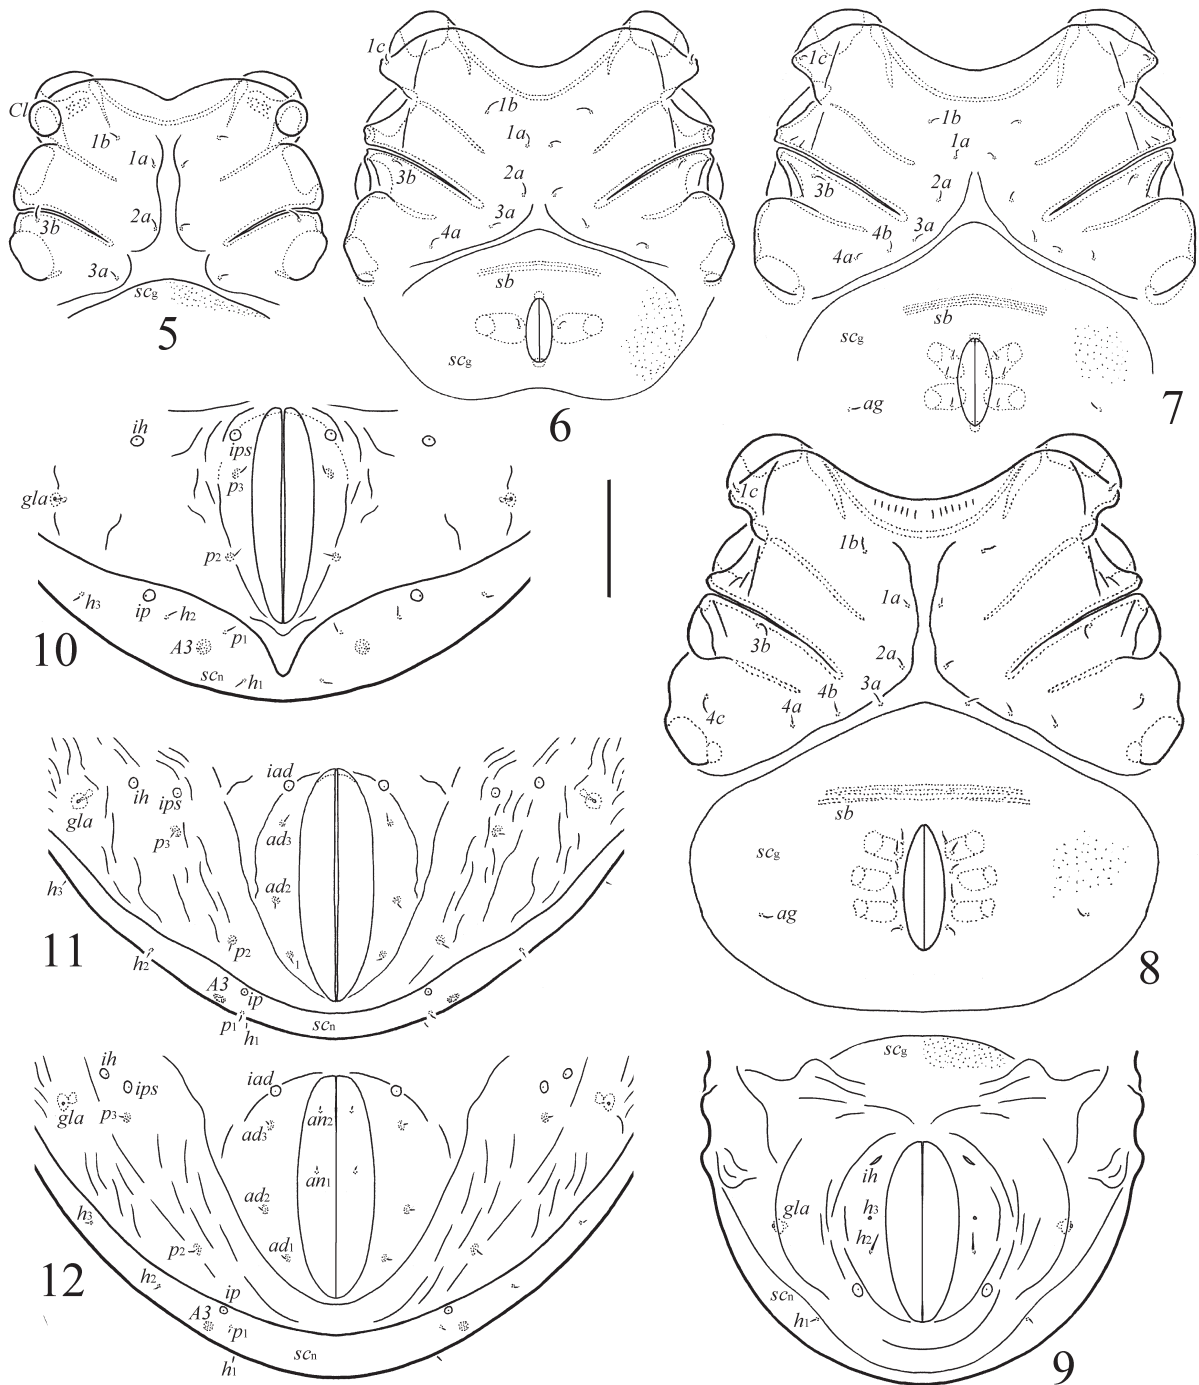 Cl
1b
1a
2a
3b
3a
scg
5
1c
1b
1a
2a
3b
3a
4a
sb
scg
6
1c
1b
1a
2a
3b
3a
4b
4a
sb
scg
ag
7
ih
ips
p3
gla
p2
h3
ip
h2
p1
A3
scn
h1
10
1c
1b
1a
2a
3b
3a
4b
4a
4c
sb
scg
ag
8
iad
ih
ips
gla
p3
ad3
ad2
h3
p2
1
h2
A3
ip
p1
h1
scn
11
ih
ips
iad
gla
p3
an2
ad3
an1
ad2
h3
p2
ad1
h2
ip
A3
p1
scn
h1
12
scg
ih
h3
gla
h2
scn
h1
9